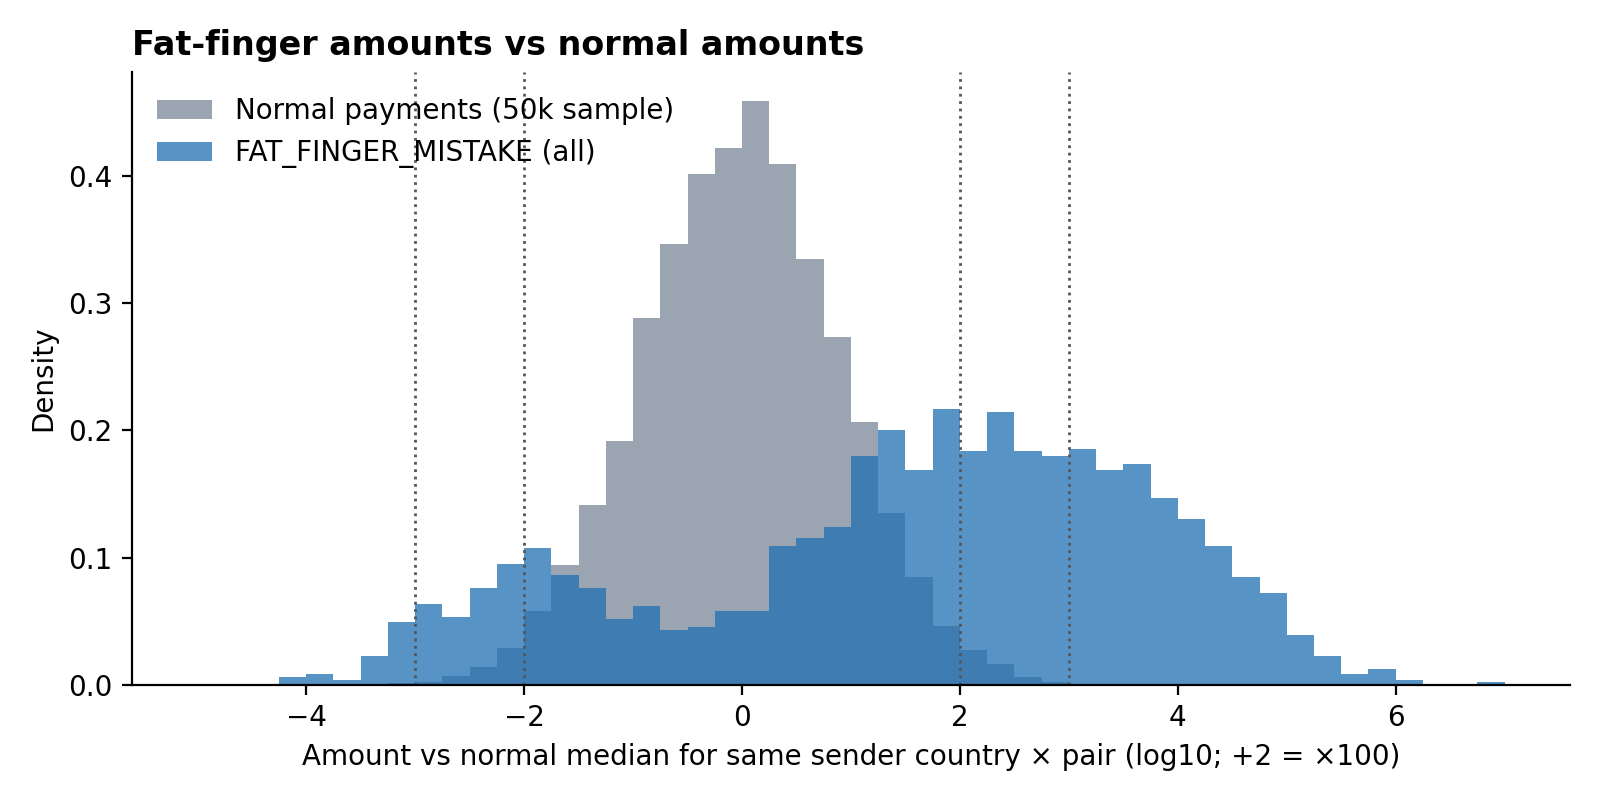 Fat-finger amounts vs normal amounts
Normal payments (50k sample)
FAT_FINGER_MISTAKE (all)
Density
0.4
0.3
0.2
0.1
0.0
−4
−2
0
2
4
6
Amount vs normal median for same sender country × pair (log10; +2 = ×100)